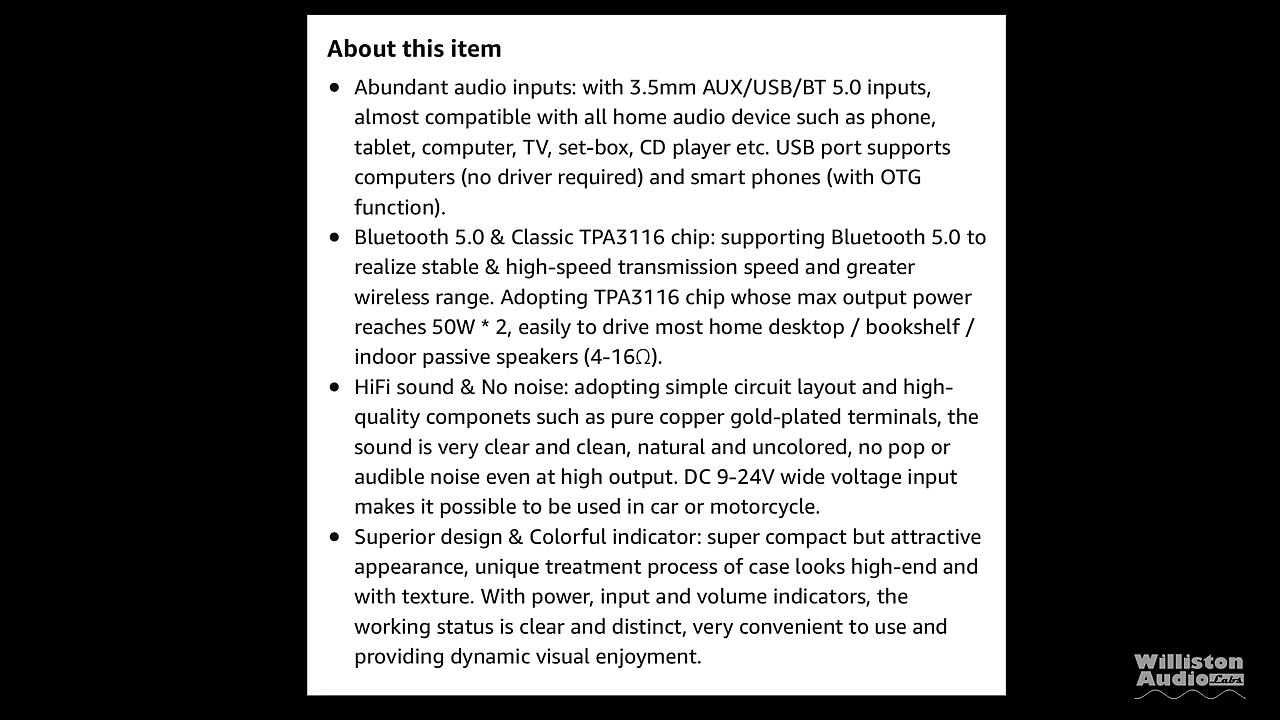 About this item
● Abundant audio inputs: with 3.5mm AUX/USB/BT 5.0 inputs,
almost compatible with all home audio device such as phone,
tablet, computer, TV, set-box, CD player etc. USB port supports
computers (no driver required) and smart phones (with OTG
function).
● Bluetooth 5.0 & Classic TPA3116 chip: supporting Bluetooth 5.0 to
realize stable & high-speed transmission speed and greater
wireless range. Adopting TPA3116 chip whose max output power
reaches 50W * 2, easily to drive most home desktop / bookshelf /
indoor passive speakers (4-16Ω).
● HiFi sound & No noise: adopting simple circuit layout and high-
quality componets such as pure copper gold-plated terminals, the
sound is very clear and clean, natural and uncolored, no pop or
audible noise even at high output. DC 9-24V wide voltage input
makes it possible to be used in car or motorcycle.
● Superior design & Colorful indicator: super compact but attractive
appearance, unique treatment process of case looks high-end and
with texture. With power, input and volume indicators, the
working status is clear and distinct, very convenient to use and
providing dynamic visual enjoyment.
Williston
Audio Labs